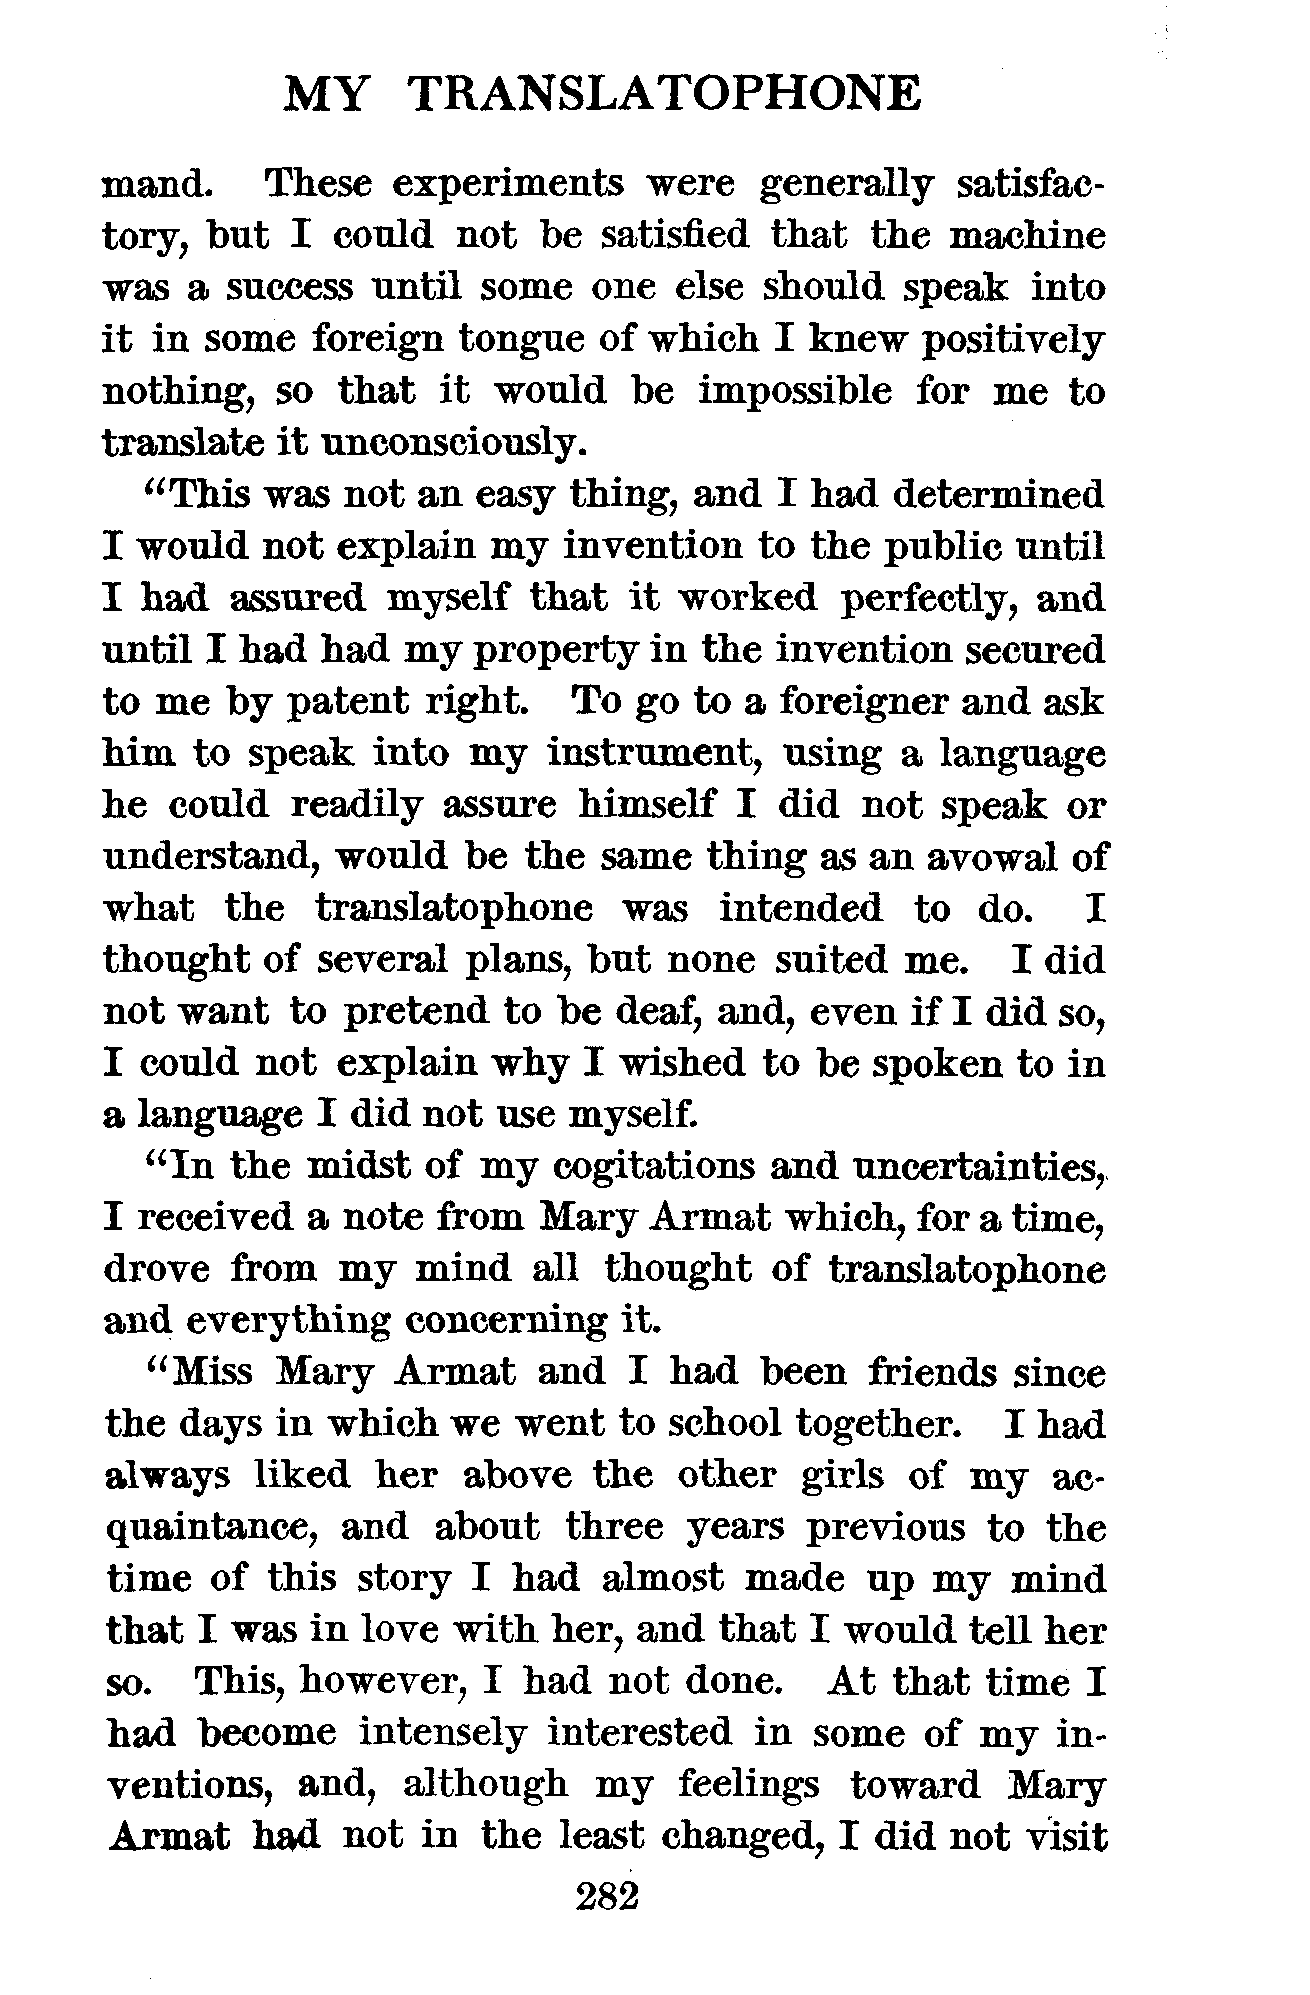 MY TRANSLATOPHONE
mand. These experiments were generally satisfac-
tory, but I could not be satisfied that the machine
was a success until some one else should speak into
it in some foreign tongue of which I knew positively
nothing, so that it would be impossible for me to
translate it unconsciously.
"This was not an easy thing, and I had determined
I would not explain my invention to the public until
I had assured myself that it worked perfectly, and
until I had had my property in the invention secured
to me by patent right. To go to a foreigner and ask
him to speak into my instrument, using a language
he could readily assure himself I did not speak or
understand, would be the same thing as an avowal of
what the translatophone was intended to do. I
thought of several plans, but none suited me. I did
not want to pretend to be deaf, and, even if I did so,
I could not explain why I wished to be spoken to in
a language I did not use myself.
"In the midst of my cogitations and uncertainties,
I received a note from Mary Armat which, for a time,
drove from my mind all thought of translatophone
and everything concerning it.
"Miss Mary Armat and I had been friends since
the days in which we went to school together. I had
always liked her above the other girls of my ac-
quaintance, and about three years previous to the
time of this story I had almost made up my mind
that I was in love with her, and that I would tell her
so. This, however, I had not done. At that time I
had become intensely interested in some of my in-
ventions, and, although my feelings toward Mary
Armat had not in the least changed, I did not visit
282